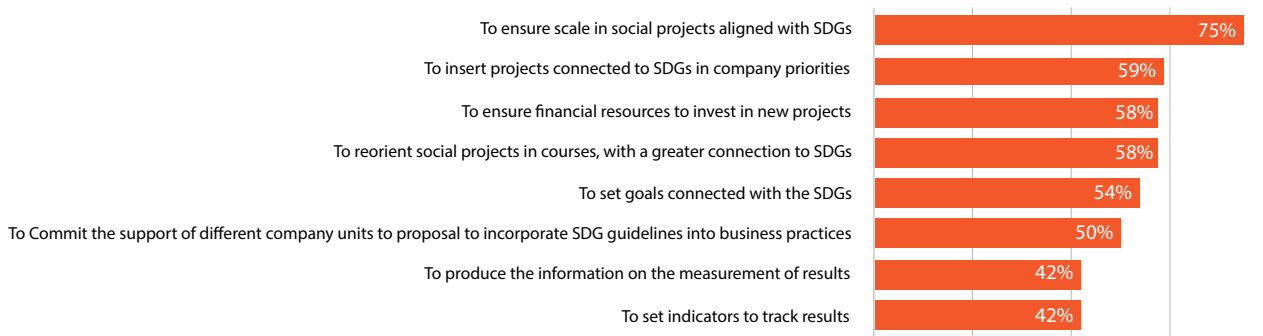 To ensure scale in social projects aligned with SDGs 75%
To insert projects connected to SDGs in company priorities 59%
To ensure financial resources to invest in new projects 58%
To reorient social projects in courses, with a greater connection to SDGs 58%
To set goals connected with the SDGs 54%
To Commit the support of different company units to proposal to incorporate SDG guidelines into business practices 50%
To produce the information on the measurement of results 42%
To set indicators to track results 42%